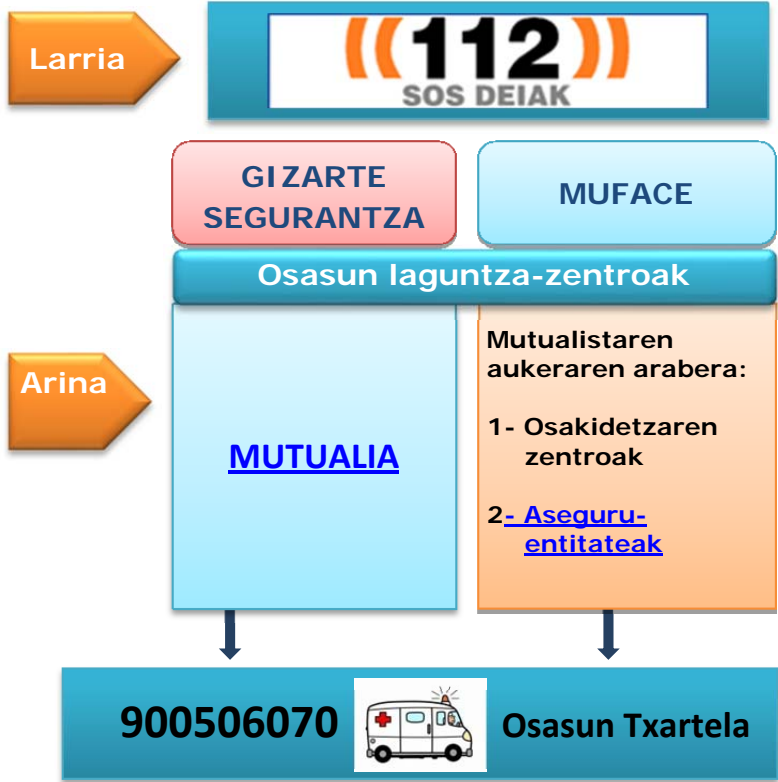 Larria
((112))
SOS DEIAK
GIZARTE
SEGURANTZA
MUFACE
Osasun laguntza-zentroak
Arina
MUTUALIA
Mutualistaren
aukeraren arabera:
1- Osakidetzaren
zentroak
2- Aseguru-
entitateak
900506070
Osasun Txartela